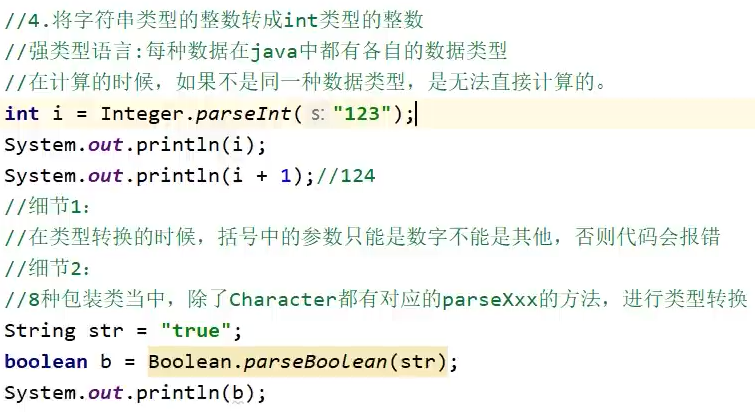 //4.将字符串类型的整数转成int类型的整数
//强类型语言:每种数据在java中都有各自的数据类型
//在计算的时候，如果不是同一种数据类型，是无法直接计算的。
int i = Integer.parseInt( s: "123");
System.out.println(i);
System.out.println(i + 1);//124
//细节1:
//在类型转换的时候，括号中的参数只能是数字不能是其他，否则代码会报错
//细节2:
//8种包装类当中，除了Character都有对应的parseXxx的方法，进行类型转换
String str = "true";
boolean b = Boolean.parseBoolean(str);
System.out.println(b);